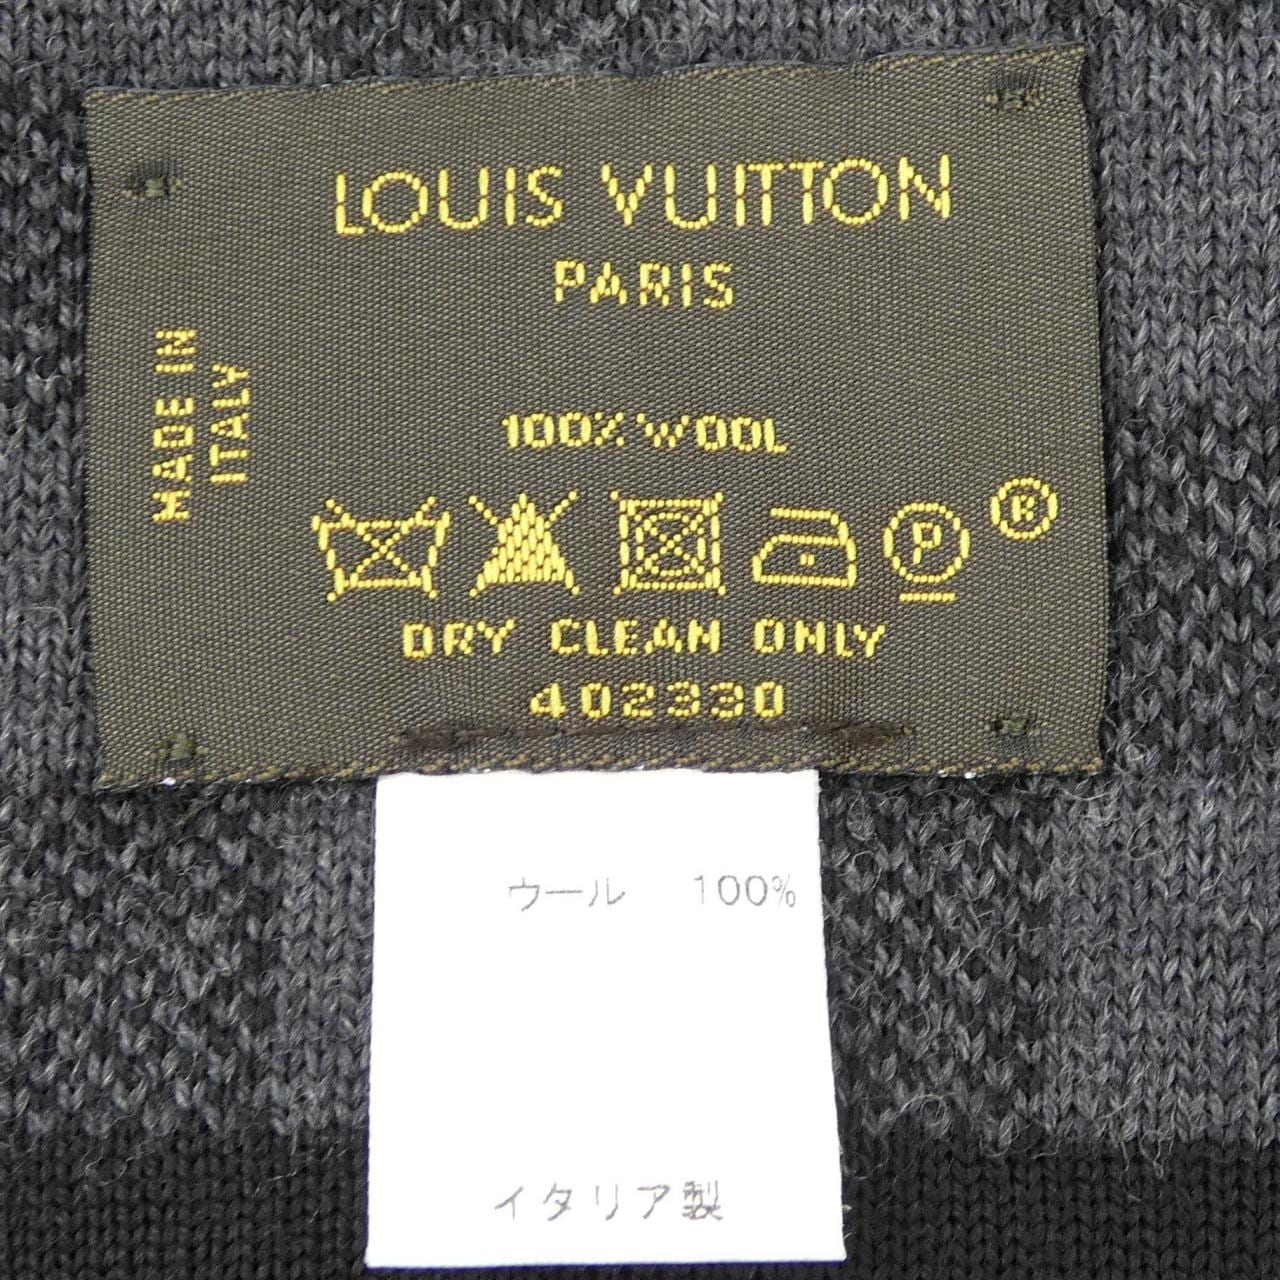 LOUIS VUITTON
PARIS
MADE IN
ITALY
100% WOOL
P
®
DRY CLEAN ONLY
402330
ウール 100%
イタリア製